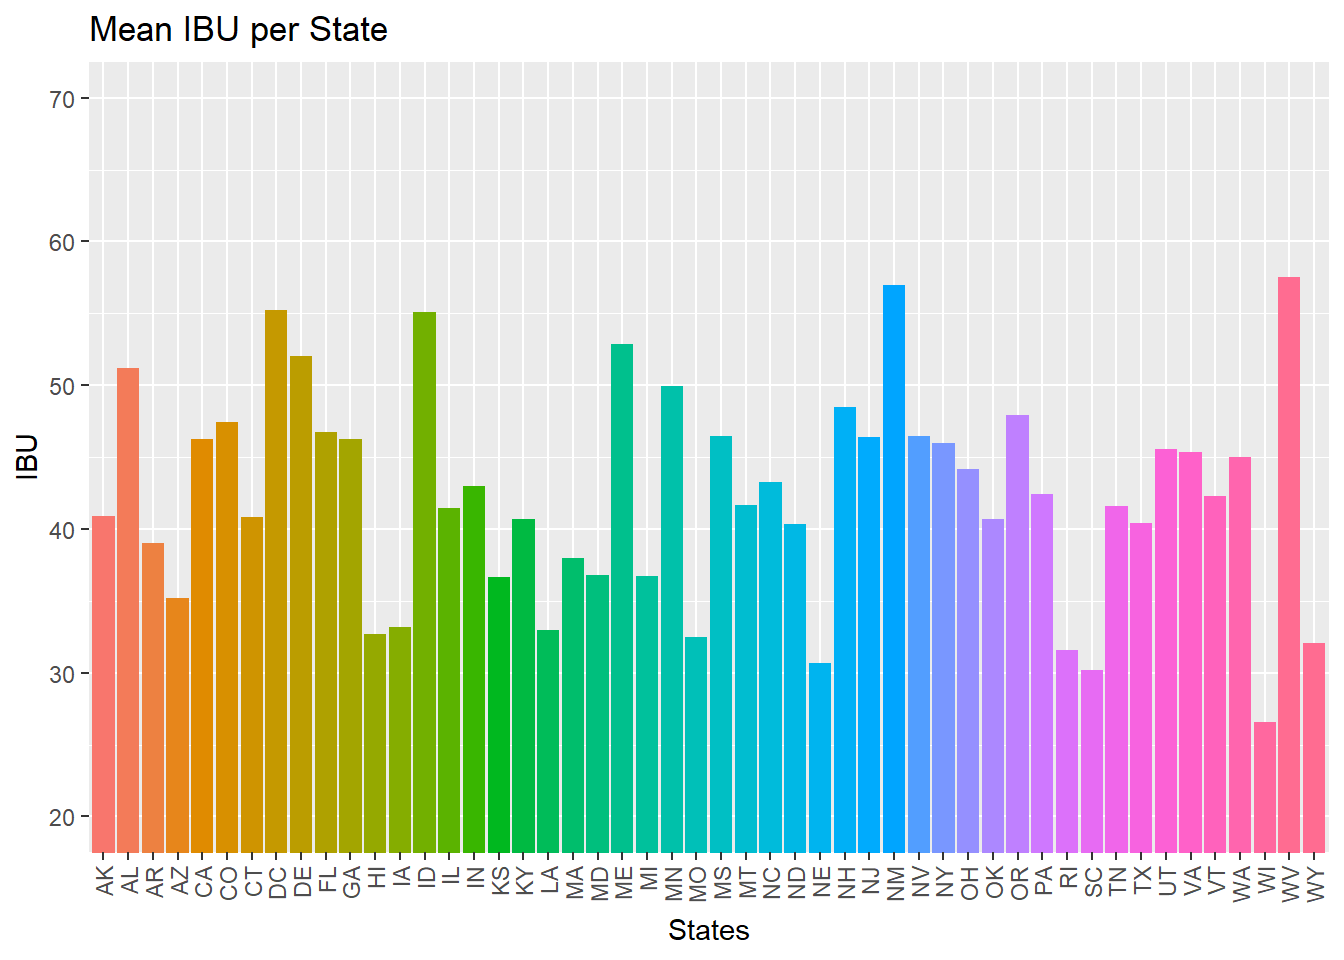 Mean IBU per State
70
60
50
40
30
20
IBU
AK AL AR AZ CA CO CT DC DE FL GA HI IA ID IL IN KS KY LA MA MD ME MI MN MO MS MT NC ND NE NH NJ NM NV NY OH OK OR PA RI SC TN TX UT VA VT WA WI WV WY
States